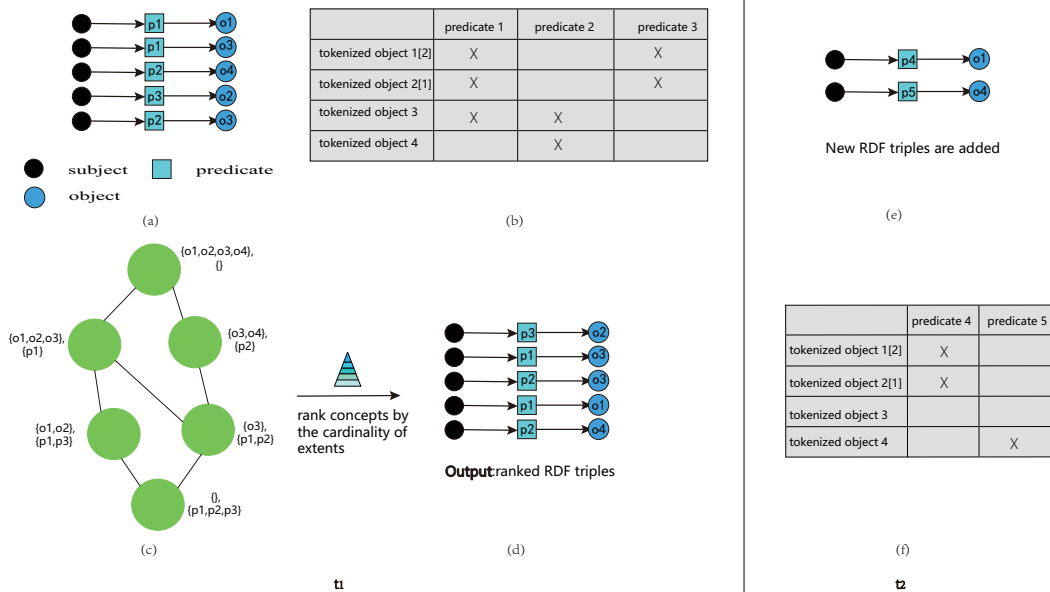 p1 o1
p1 o3
p2 o4
p3 o2
p2 o3
subject predicate
object
(a)
predicate 1 predicate 2 predicate 3
tokenized object 1[2] X X
tokenized object 2[1] X X
tokenized object 3 X X
tokenized object 4 X
(b)
{o1,o2,o3,o4},
{}
{o1,o2,o3},
{p1}
{o3,o4},
{p2}
{o1,o2},
{p1,p3}
{o3},
{p1,p2}
{},
{p1,p2,p3}
(c)
rank concepts by
the cardinality of
extents
p3 o2
p1 o3
p2 o3
p1 o1
p2 o4
Output:ranked RDF triples
(d)
t1
p4 o1
p5 o4
New RDF triples are added
(e)
predicate 4 predicate 5
tokenized object 1[2] X
tokenized object 2[1] X
tokenized object 3
tokenized object 4 X
(f)
t2